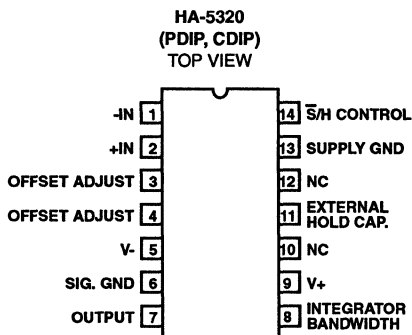 HA-5320
(PDIP, CDIP)
TOP VIEW
-IN 1
+IN 2
OFFSET ADJUST 3
OFFSET ADJUST 4
V- 5
SIG. GND 6
OUTPUT 7
14 S̅/H CONTROL
13 SUPPLY GND
12 NC
11 EXTERNAL
HOLD CAP.
10 NC
9 V+
8 INTEGRATOR
BANDWIDTH